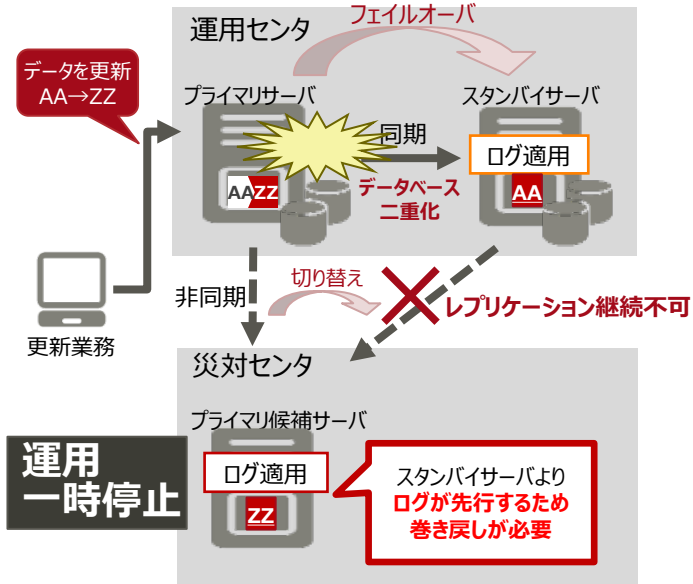 運用センタ
フェイルオーバ
データを更新
AA→ZZ
プライマリサーバ
スタンバイサーバ
同期
ログ適用
AAZZ
データベース
二重化
AA
非同期
切り替え
レプリケーション継続不可
更新業務
災対センタ
プライマリ候補サーバ
運用
一時停止
ログ適用
ZZ
スタンバイサーバより
ログが先行するため
巻き戻しが必要